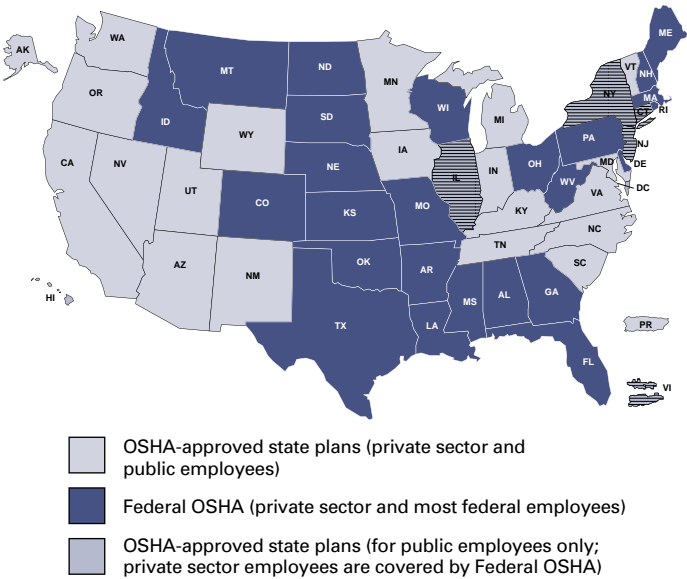 ME
WA
AK
VT
MT
ND
NH
MN
OR
NY
MA
WI
CT
RI
SD
ID
MI
WY
PA
NJ
IA
NE
OH
MD
DE
CA
NV
IL
IN
WV
DC
UT
VA
CO
KS
MO
KY
NC
TN
OK
AZ
NM
AR
SC
HI
MS
AL
GA
TX
LA
PR
FL
VI
OSHA-approved state plans (private sector and
public employees)
Federal OSHA (private sector and most federal employees)
OSHA-approved state plans (for public employees only;
private sector employees are covered by Federal OSHA)